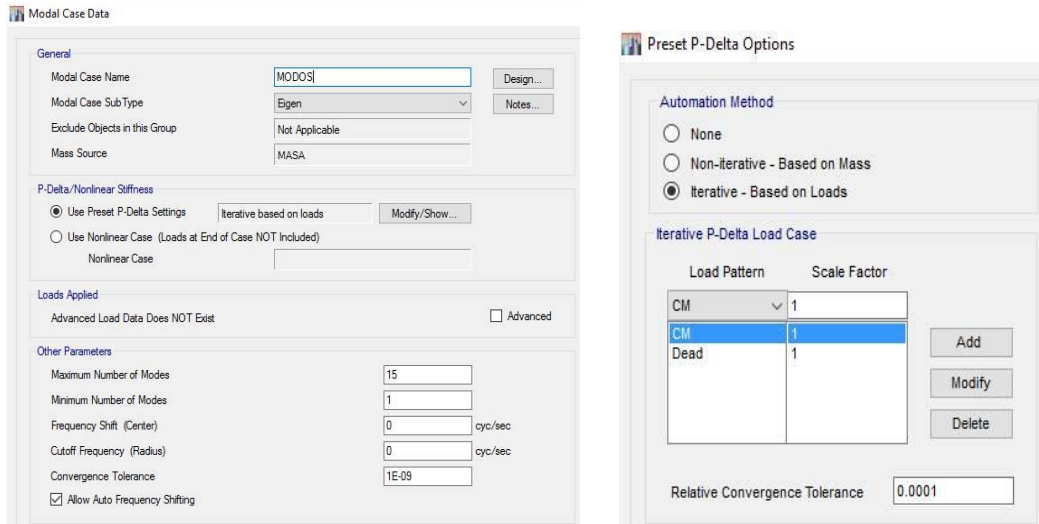 Modal Case Data
General
Modal Case Name MODOS Design...
Modal Case SubType Eigen Notes...
Exclude Objects in this Group Not Applicable
Mass Source MASA
P-Delta/Nonlinear Stiffness
Use Preset P-Delta Settings Iterative based on loads Modify/Show...
Use Nonlinear Case (Loads at End of Case NOT Included)
Nonlinear Case
Loads Applied
Advanced Load Data Does NOT Exist Advanced
Other Parameters
Maximum Number of Modes 15
Minimum Number of Modes 1
Frequency Shift (Center) 0 cyc/sec
Cutoff Frequency (Radius) 0 cyc/sec
Convergence Tolerance 1E-09
Allow Auto Frequency Shifting
Preset P-Delta Options
Automation Method
None
Non-iterative - Based on Mass
Iterative - Based on Loads
Iterative P-Delta Load Case
Load Pattern Scale Factor
CM 1
CM 1 Add
Dead 1
Modify
Delete
Relative Convergence Tolerance 0.0001